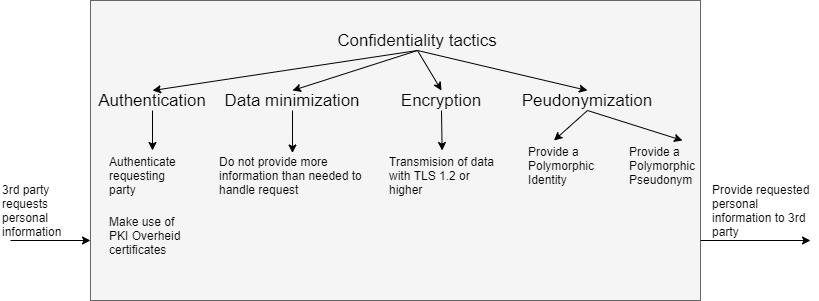 Confidentiality tactics
Authentication
Data minimization
Encryption
Peudonymization
Authenticate
requesting
party
Make use of
PKI Overheid
certificates
Do not provide more
information than needed to
handle request
Transmision of data
with TLS 1.2 or
higher
Provide a
Polymorphic
Identity
Provide a
Polymorphic
Pseudonym
3rd party
requests
personal
information
Provide requested
personal
information to 3rd
party